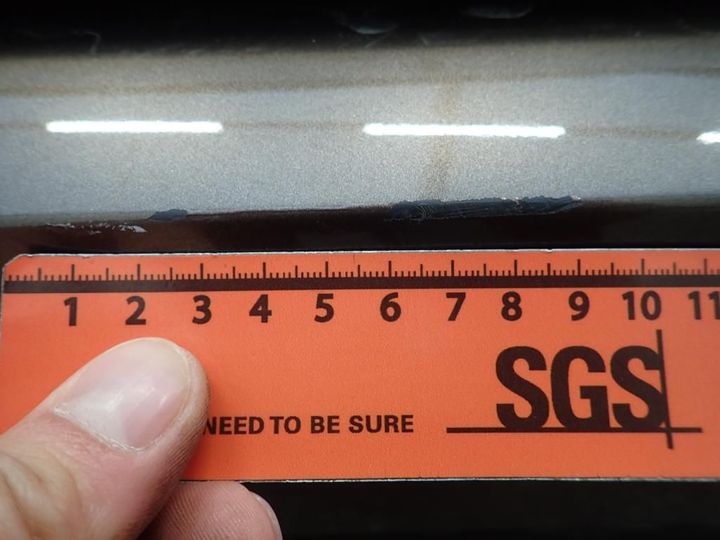 1 2 3 4 5 6 7 8 9 10 11
SGS
NEED TO BE SURE